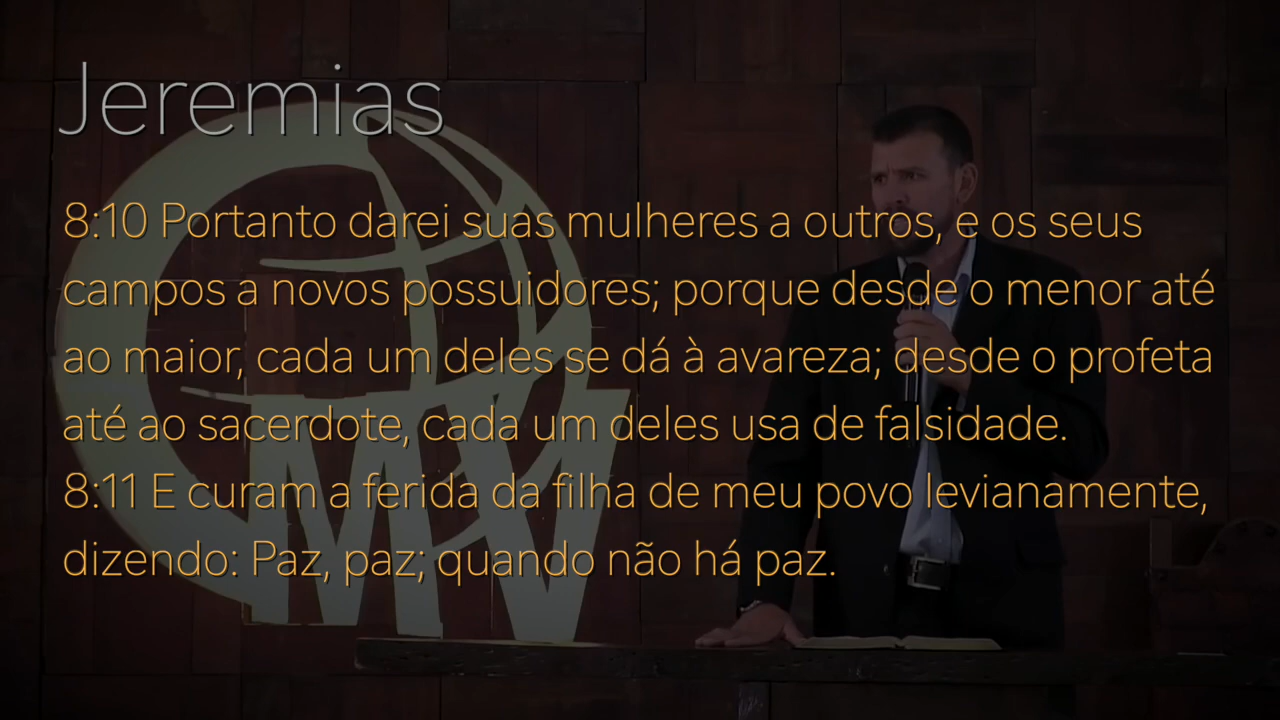 Jeremias
8:10 Portanto darei suas mulheres a outros, e os seus
campos a novos possuidores; porque desde o menor até
ao maior, cada um deles se dá à avareza; desde o profeta
até ao sacerdote, cada um deles usa de falsidade.
8:11 E curam a ferida da filha de meu povo levianamente,
dizendo: Paz, paz; quando não há paz.
MV